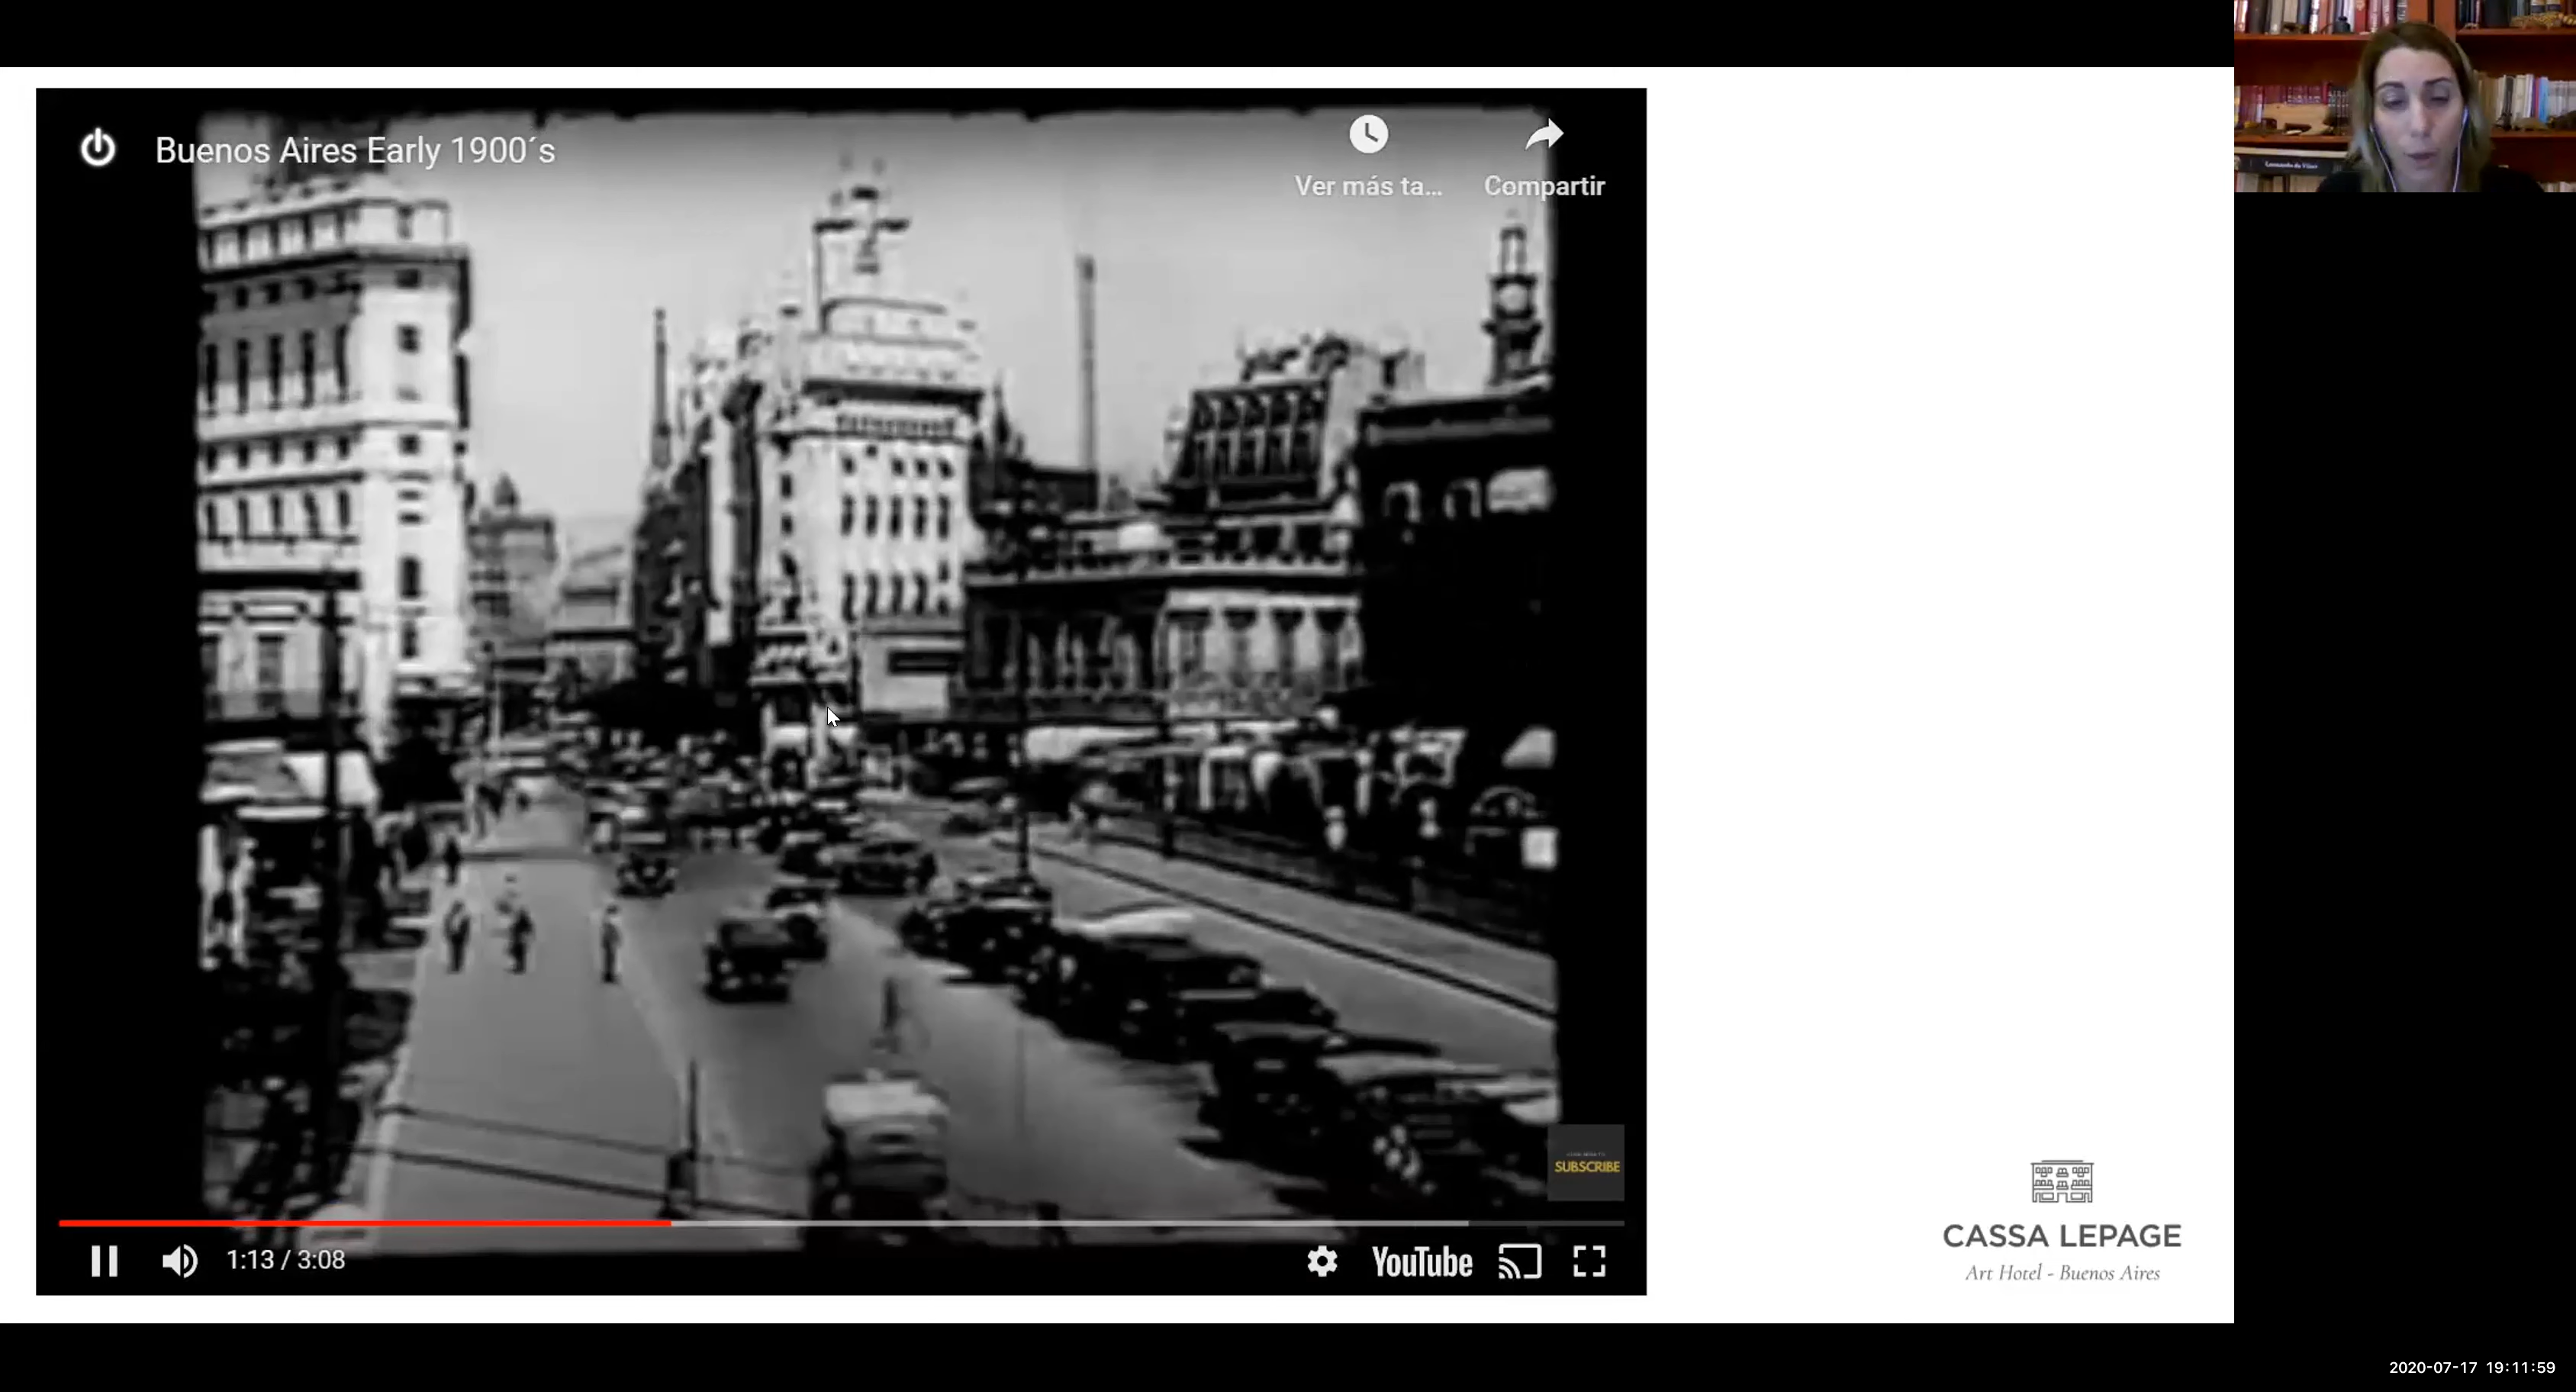 Buenos Aires Early 1900´s
Ver más ta...
Compartir
SUBSCRIBE
1:13 / 3:08
YouTube
CASSA LEPAGE
Art Hotel - Buenos Aires
2020-07-17 19:11:59